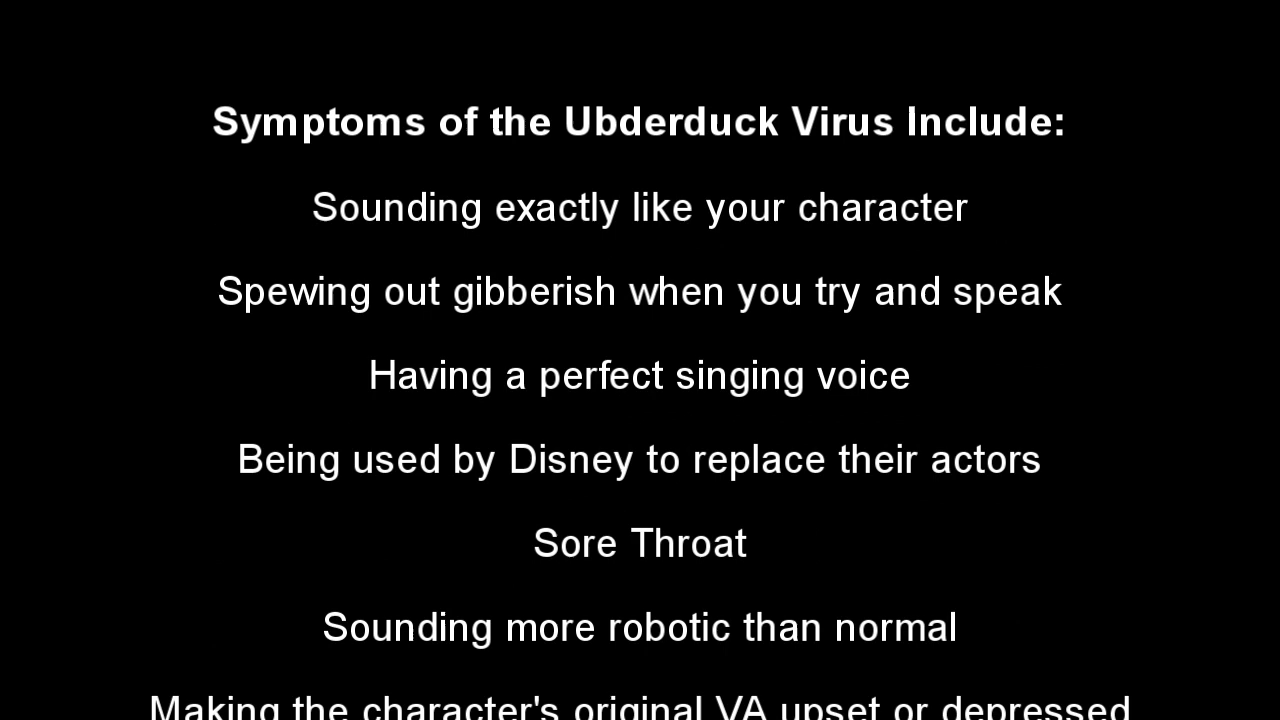 Symptoms of the Ubderduck Virus Include:
Sounding exactly like your character
Spewing out gibberish when you try and speak
Having a perfect singing voice
Being used by Disney to replace their actors
Sore Throat
Sounding more robotic than normal
Making the character's original VA upset or depressed